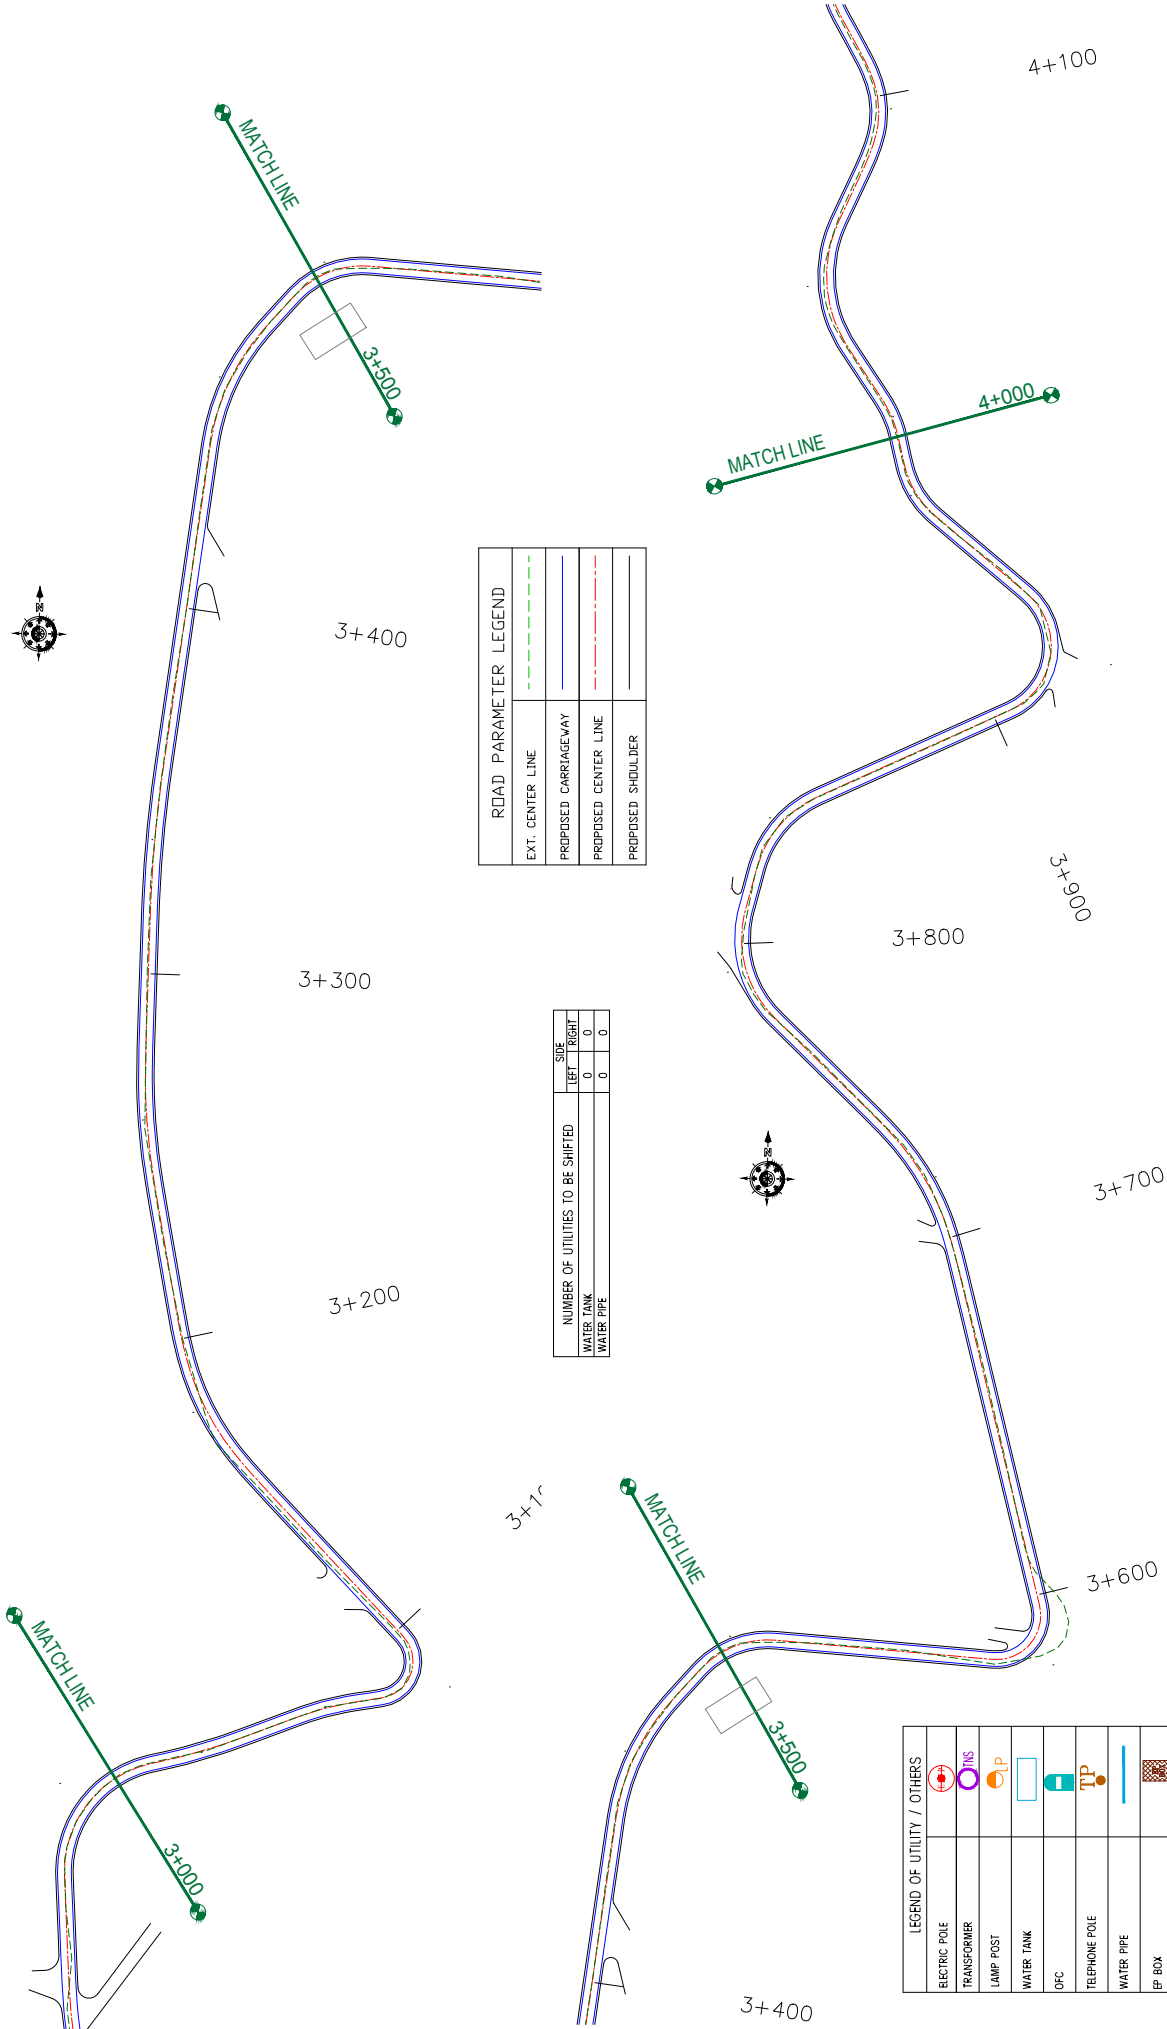 4+100
MATCH LINE
3+500
4+000
MATCH LINE
N
3+400
ROAD PARAMETER LEGEND
EXT. CENTER LINE
PROPOSED CARRIAGEWAY
PROPOSED CENTER LINE
PROPOSED SHOULDER
3+900
3+800
3+300
NUMBER OF UTILITIES TO BE SHIFTED
SIDE
LEFT RIGHT
WATER TANK 0 0
WATER PIPE 0 0
N
3+700
3+200
MATCH LINE
3+500
3+600
MATCH LINE
3+000
LEGEND OF UTILITY / OTHERS
ELECTRIC POLE
TRANSFORMER TNS
LAMP POST LP
WATER TANK
OFC
TELEPHONE POLE TP
WATER PIPE
EP BOX
3+400